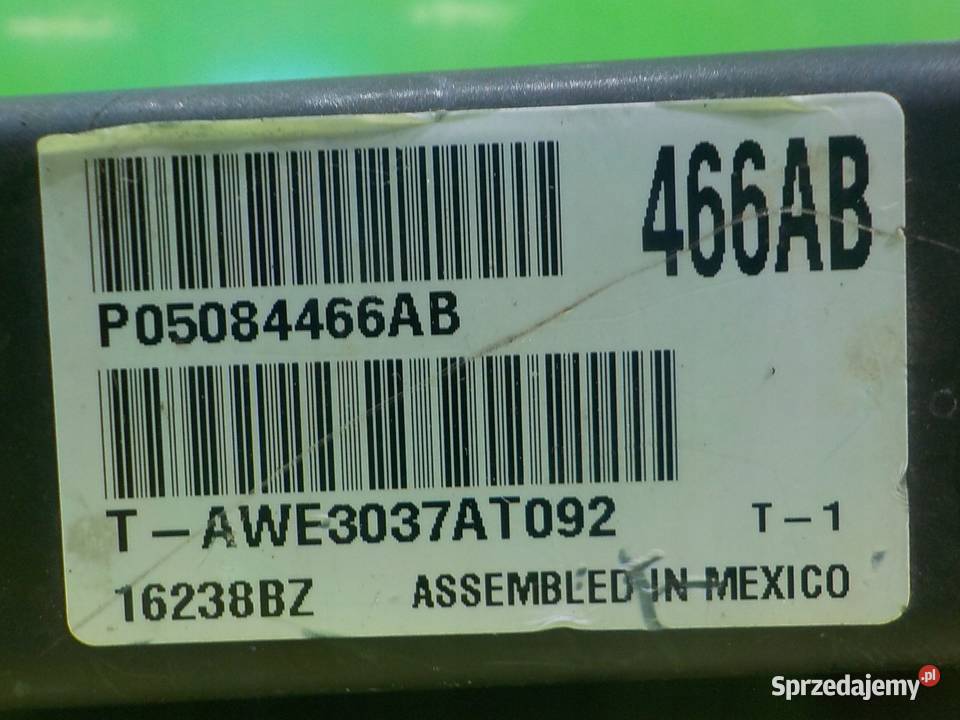 466AB
P05084466AB
T-AWE3037AT092
T-1
16238BZ
ASSEMBLED IN MEXICO
Sprzedajemy.pl